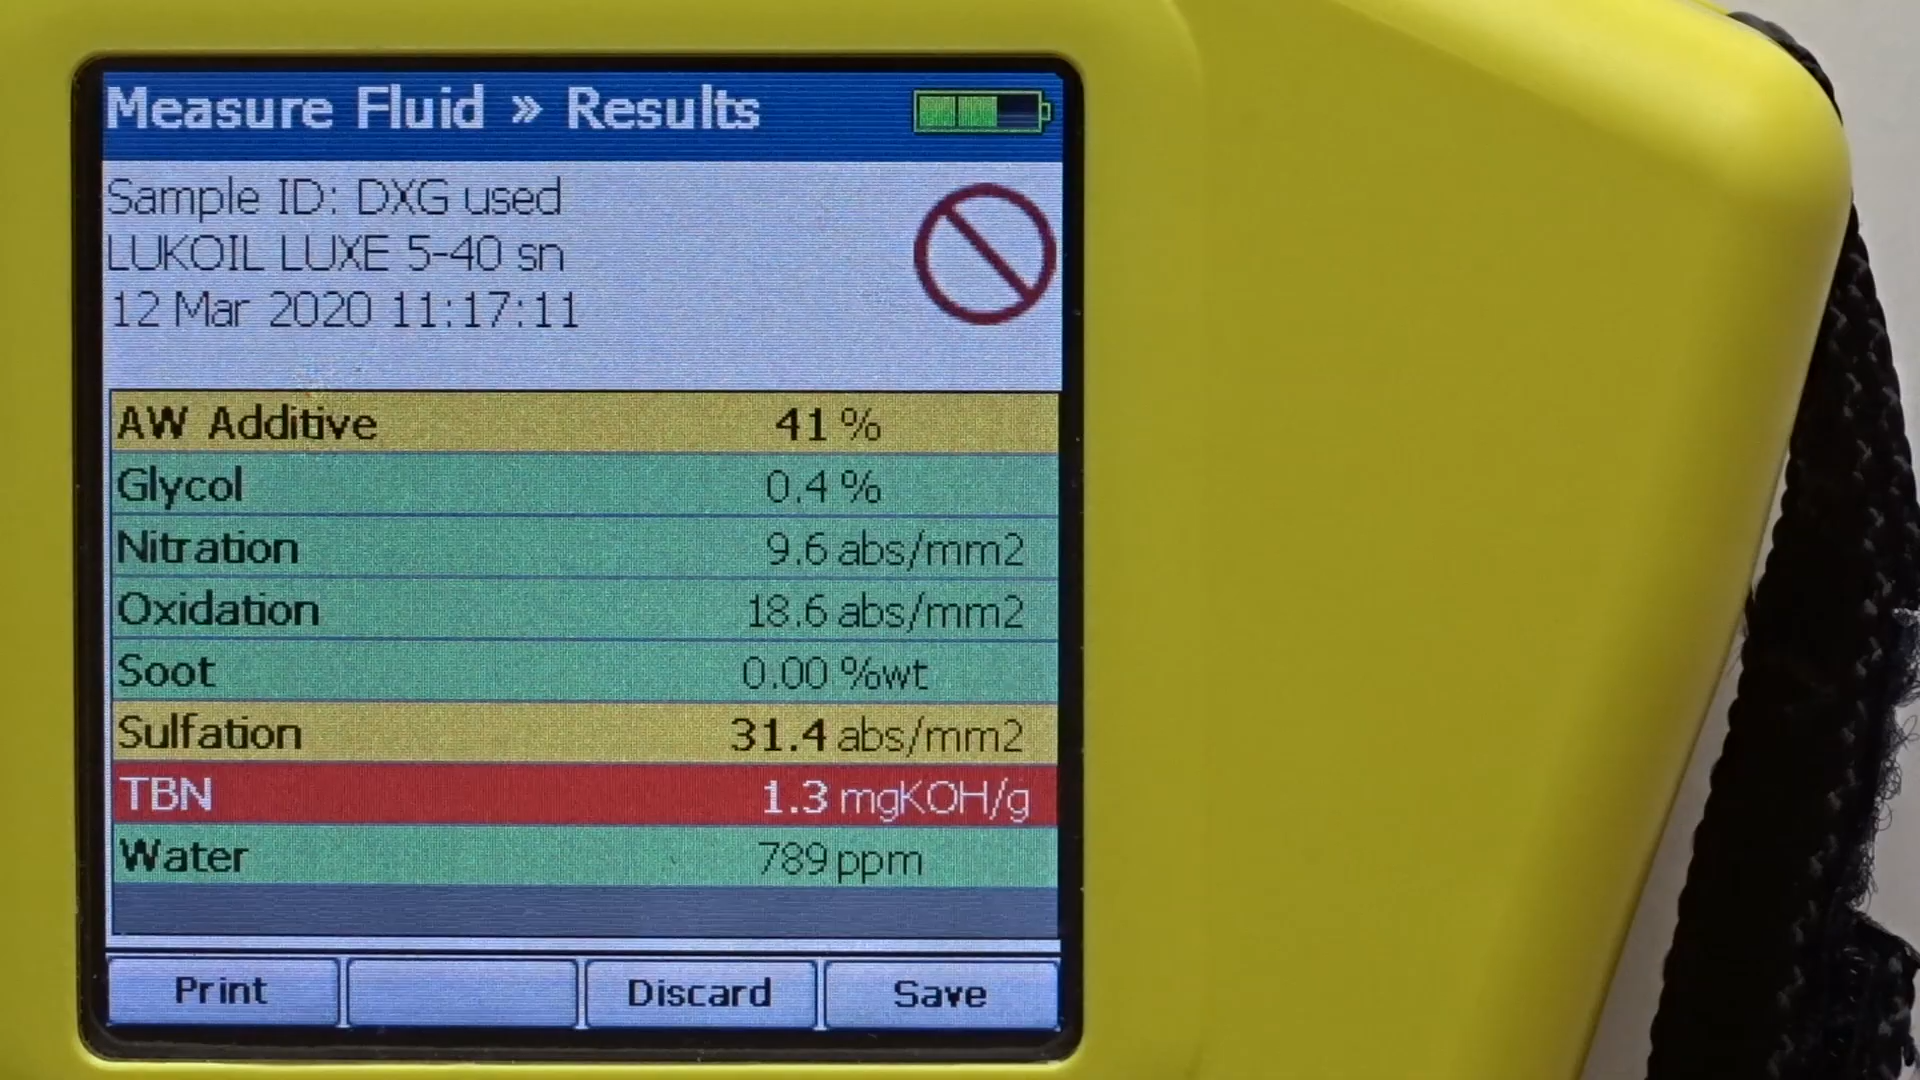 Measure Fluid » Results
Sample ID: DXG used
LUKOIL LUXE 5-40 sn
12 Mar 2020 11:17:11
AW Additive 41 %
Glycol 0.4 %
Nitration 9.6 abs/mm2
Oxidation 18.6 abs/mm2
Soot 0.00 %wt
Sulfation 31.4 abs/mm2
TBN 1.3 mgKOH/g
Water 789 ppm
Print Discard Save